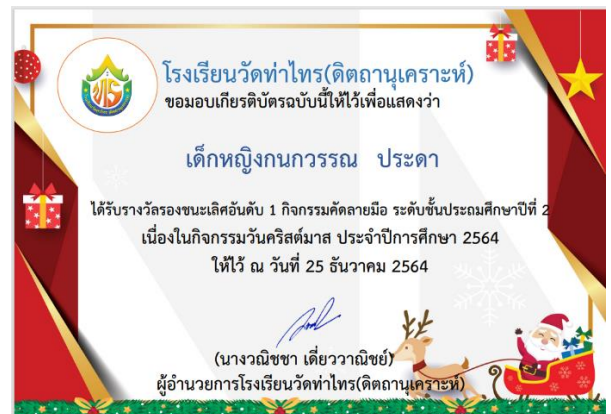 โรงเรียนวัดท่าไทร(ดิตถานุเคราะห์)
ขอมอบเกียรติบัตรฉบับนี้ให้ไว้เพื่อแสดงว่า
เด็กหญิงกนกวรรณ ประดา
ได้รับรางวัลรองชนะเลิศอันดับ 1 กิจกรรมคัดลายมือ ระดับชั้นประถมศึกษาปีที่ 2
เนื่องในกิจกรรมวันคริสต์มาส ประจำปีการศึกษา 2564
ให้ไว้ ณ วันที่ 25 ธันวาคม 2564
(นางวณิชชา เดี่ยววาณิชย์)
ผู้อำนวยการโรงเรียนวัดท่าไทร(ดิตถานุเคราะห์)